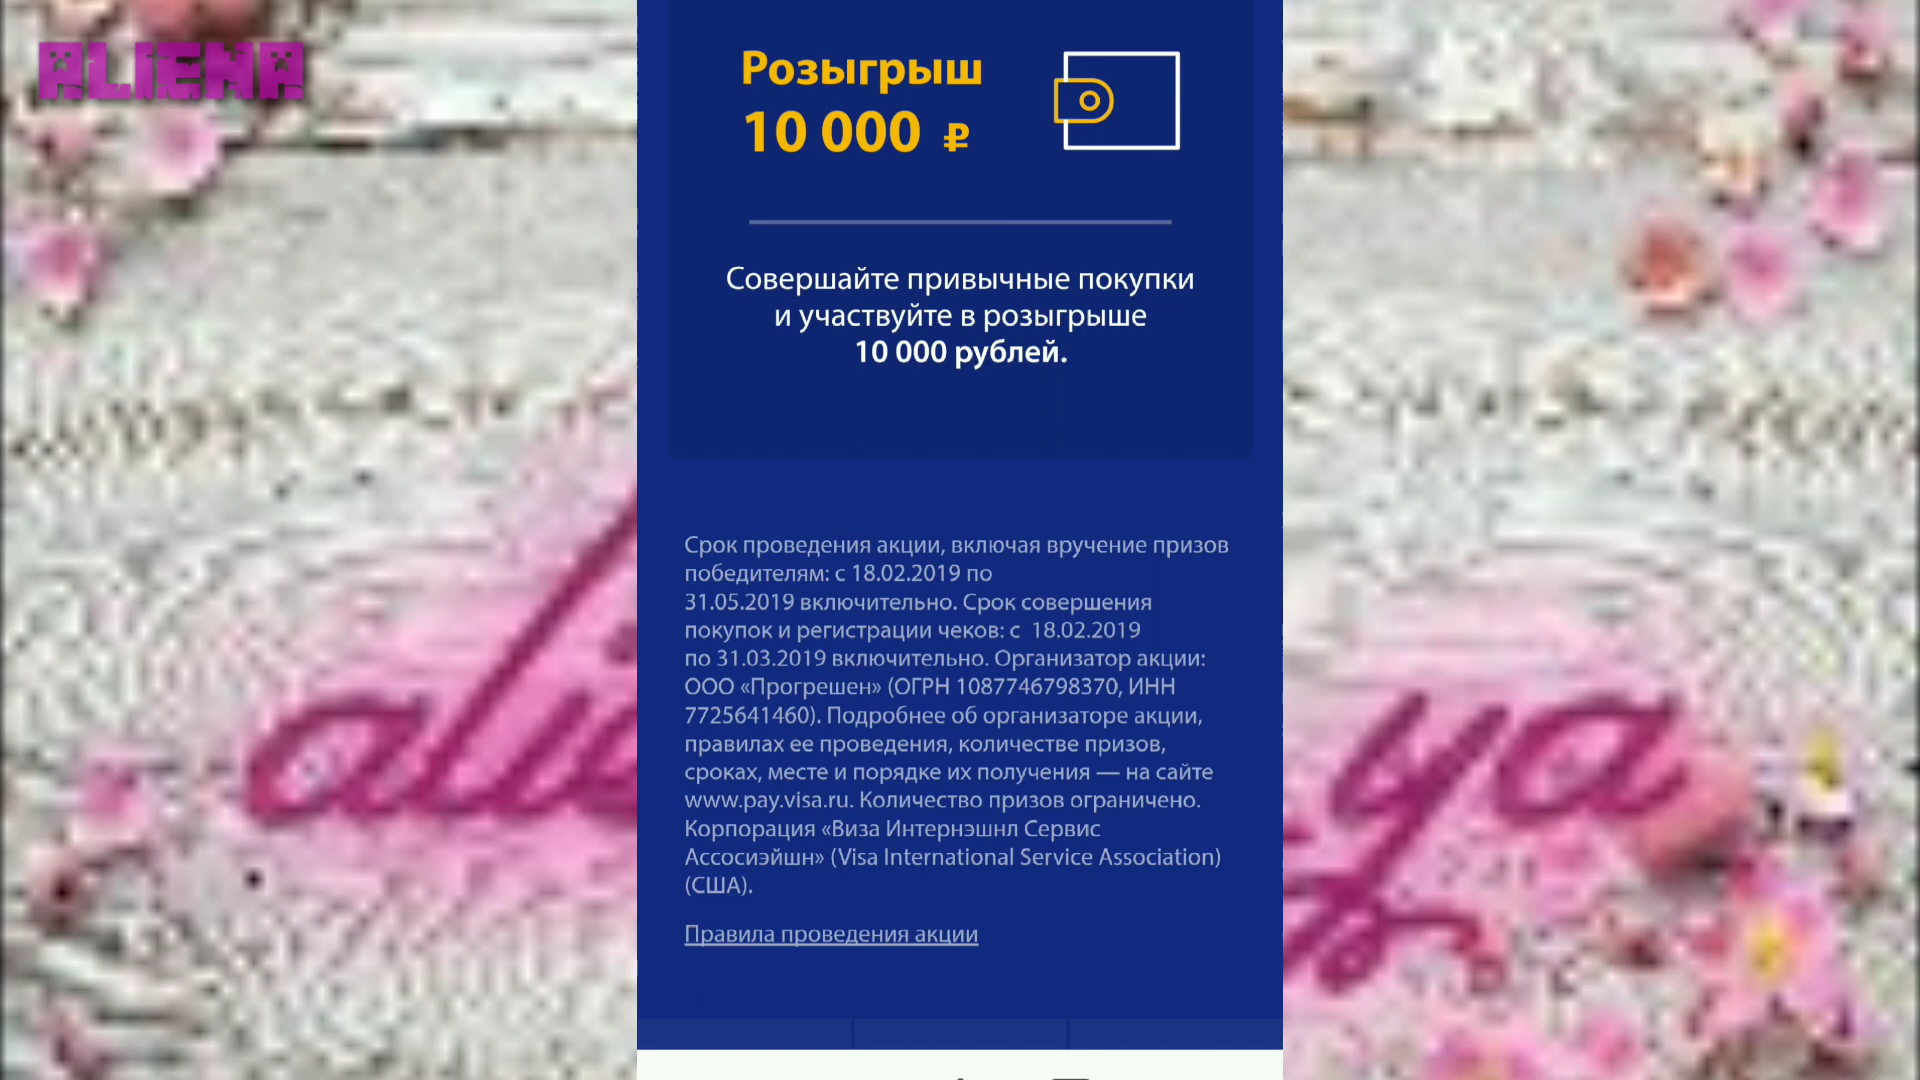 ALIENA
Розыгрыш
10 000 ₽
Совершайте привычные покупки
и участвуйте в розыгрыше
10 000 рублей.
Срок проведения акции, включая вручение призов
победителям: с 18.02.2019 по
31.05.2019 включительно. Срок совершения
покупок и регистрации чеков: с 18.02.2019
по 31.03.2019 включительно. Организатор акции:
ООО «Прогрешен» (ОГРН 1087746798370, ИНН
7725641460). Подробнее об организаторе акции,
правилах ее проведения, количестве призов,
сроках, месте и порядке их получения — на сайте
www.pay.visa.ru. Количество призов ограничено.
Корпорация «Виза Интернэшнл Сервис
Ассосиэйшн» (Visa International Service Association)
(США).
Правила проведения акции